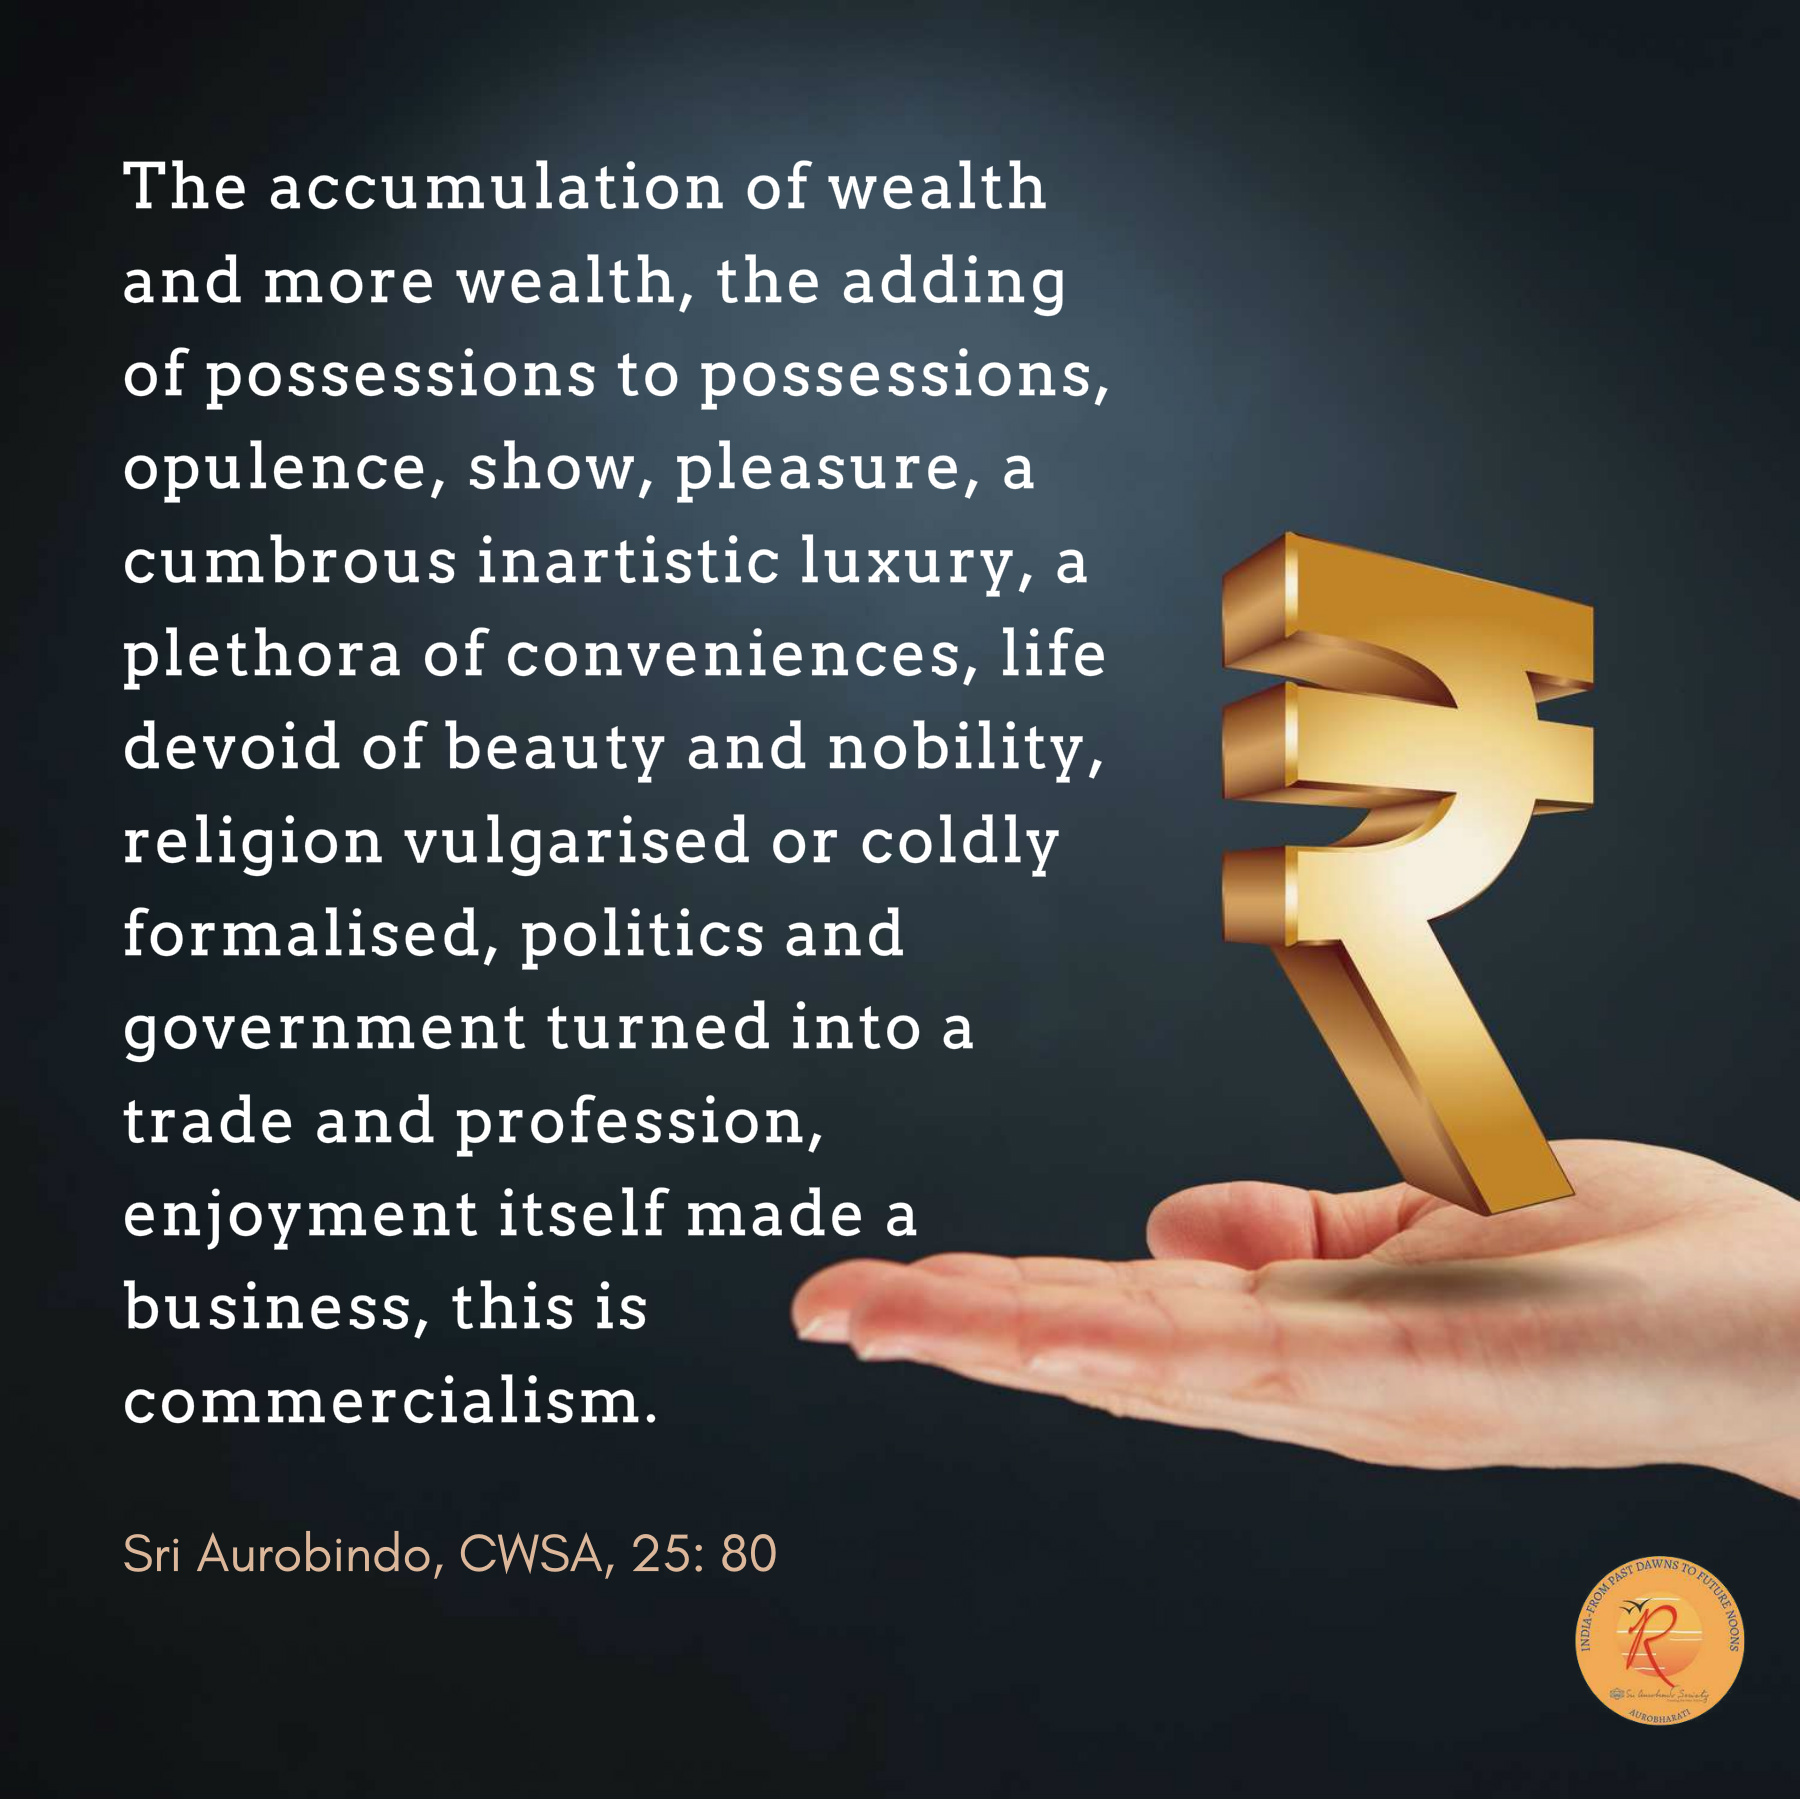 The accumulation of wealth
and more wealth, the adding
of possessions to possessions,
opulence, show, pleasure, a
cumbrous inartistic luxury, a
plethora of conveniences, life
devoid of beauty and nobility,
religion vulgarised or coldly
formalised, politics and
government turned into a
trade and profession,
enjoyment itself made a
business, this is
commercialism.
Sri Aurobindo, CWSA, 25: 80
INDIA-FROM PAST DAWNS TO FUTURE NOONS
R
Sri Aurobindo Society
AUROBHARATI